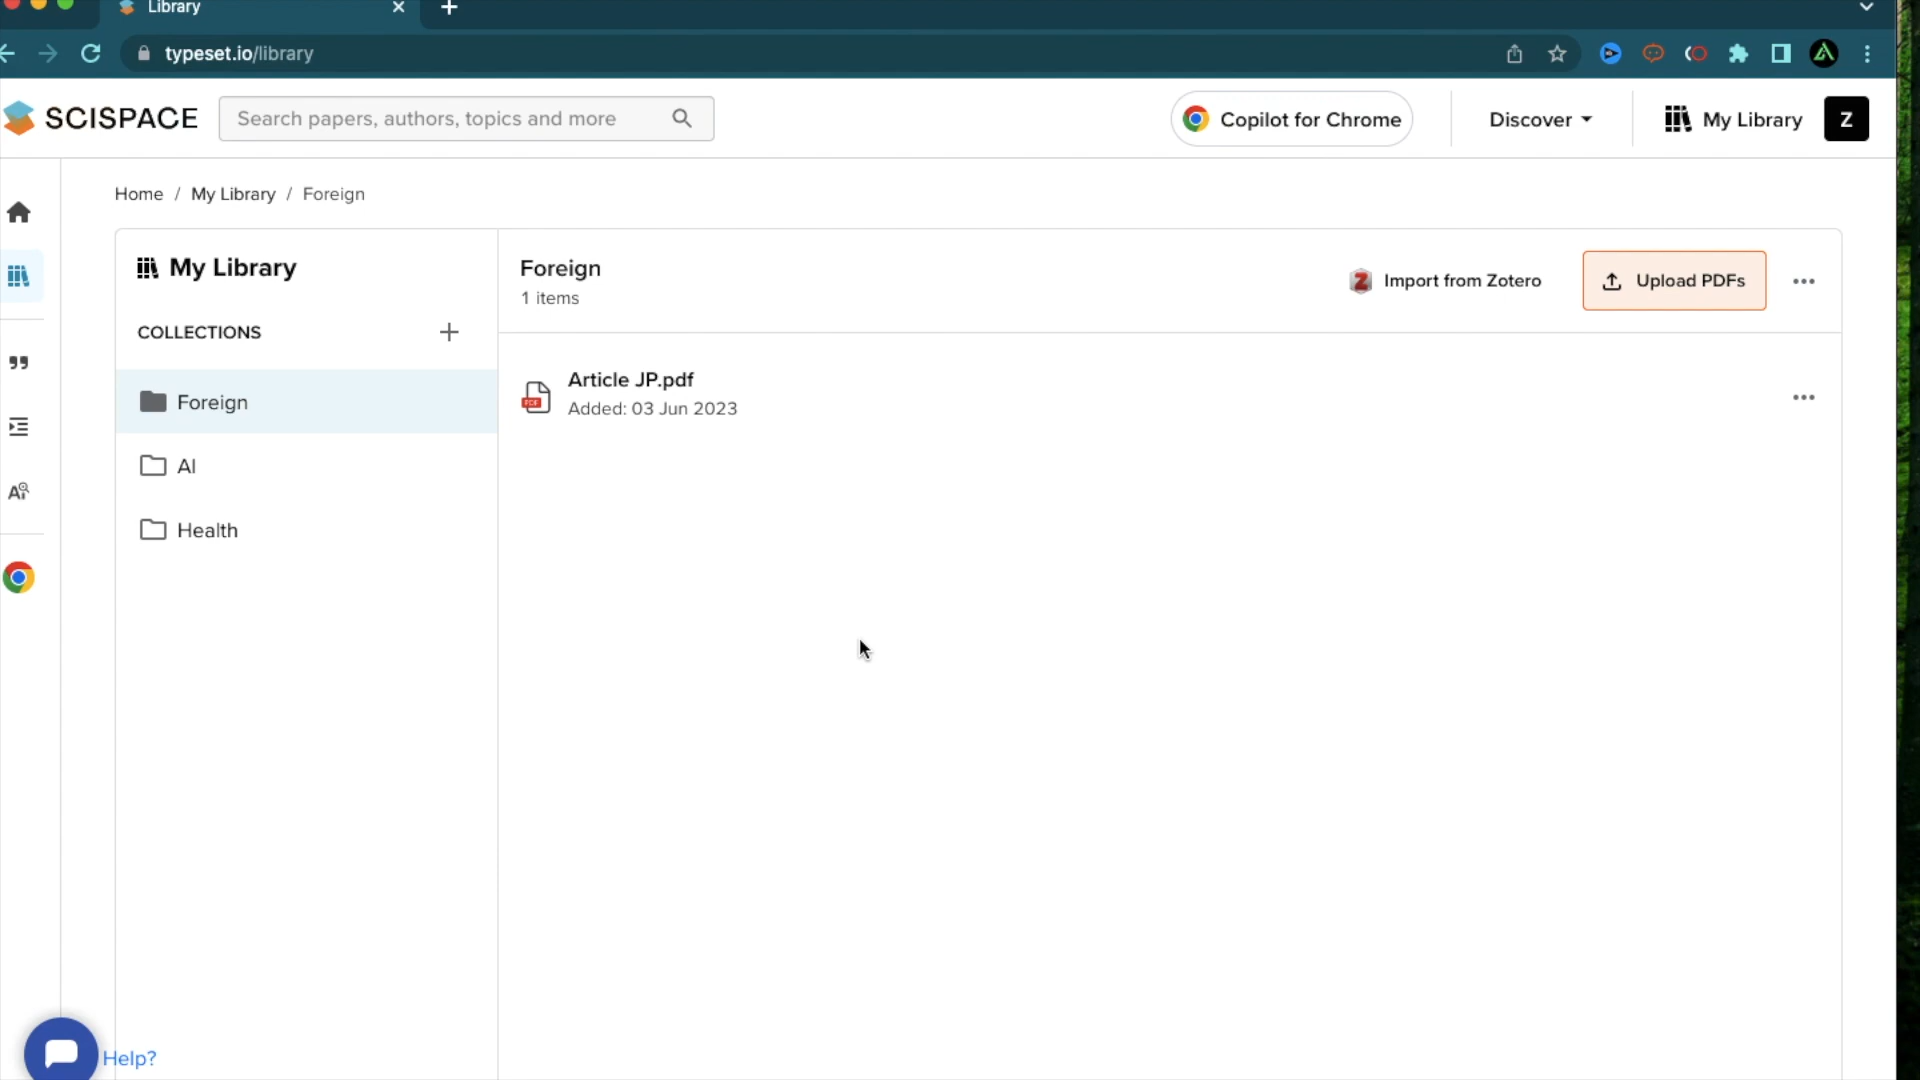 Library
typeset.io/library
SCISPACE
Search papers, authors, topics and more
Copilot for Chrome
Discover
My Library
Z
Home / My Library / Foreign
My Library
COLLECTIONS
Foreign
AI
Health
Foreign
1 items
Import from Zotero
Upload PDFs
Article JP.pdf
Added: 03 Jun 2023
Help?